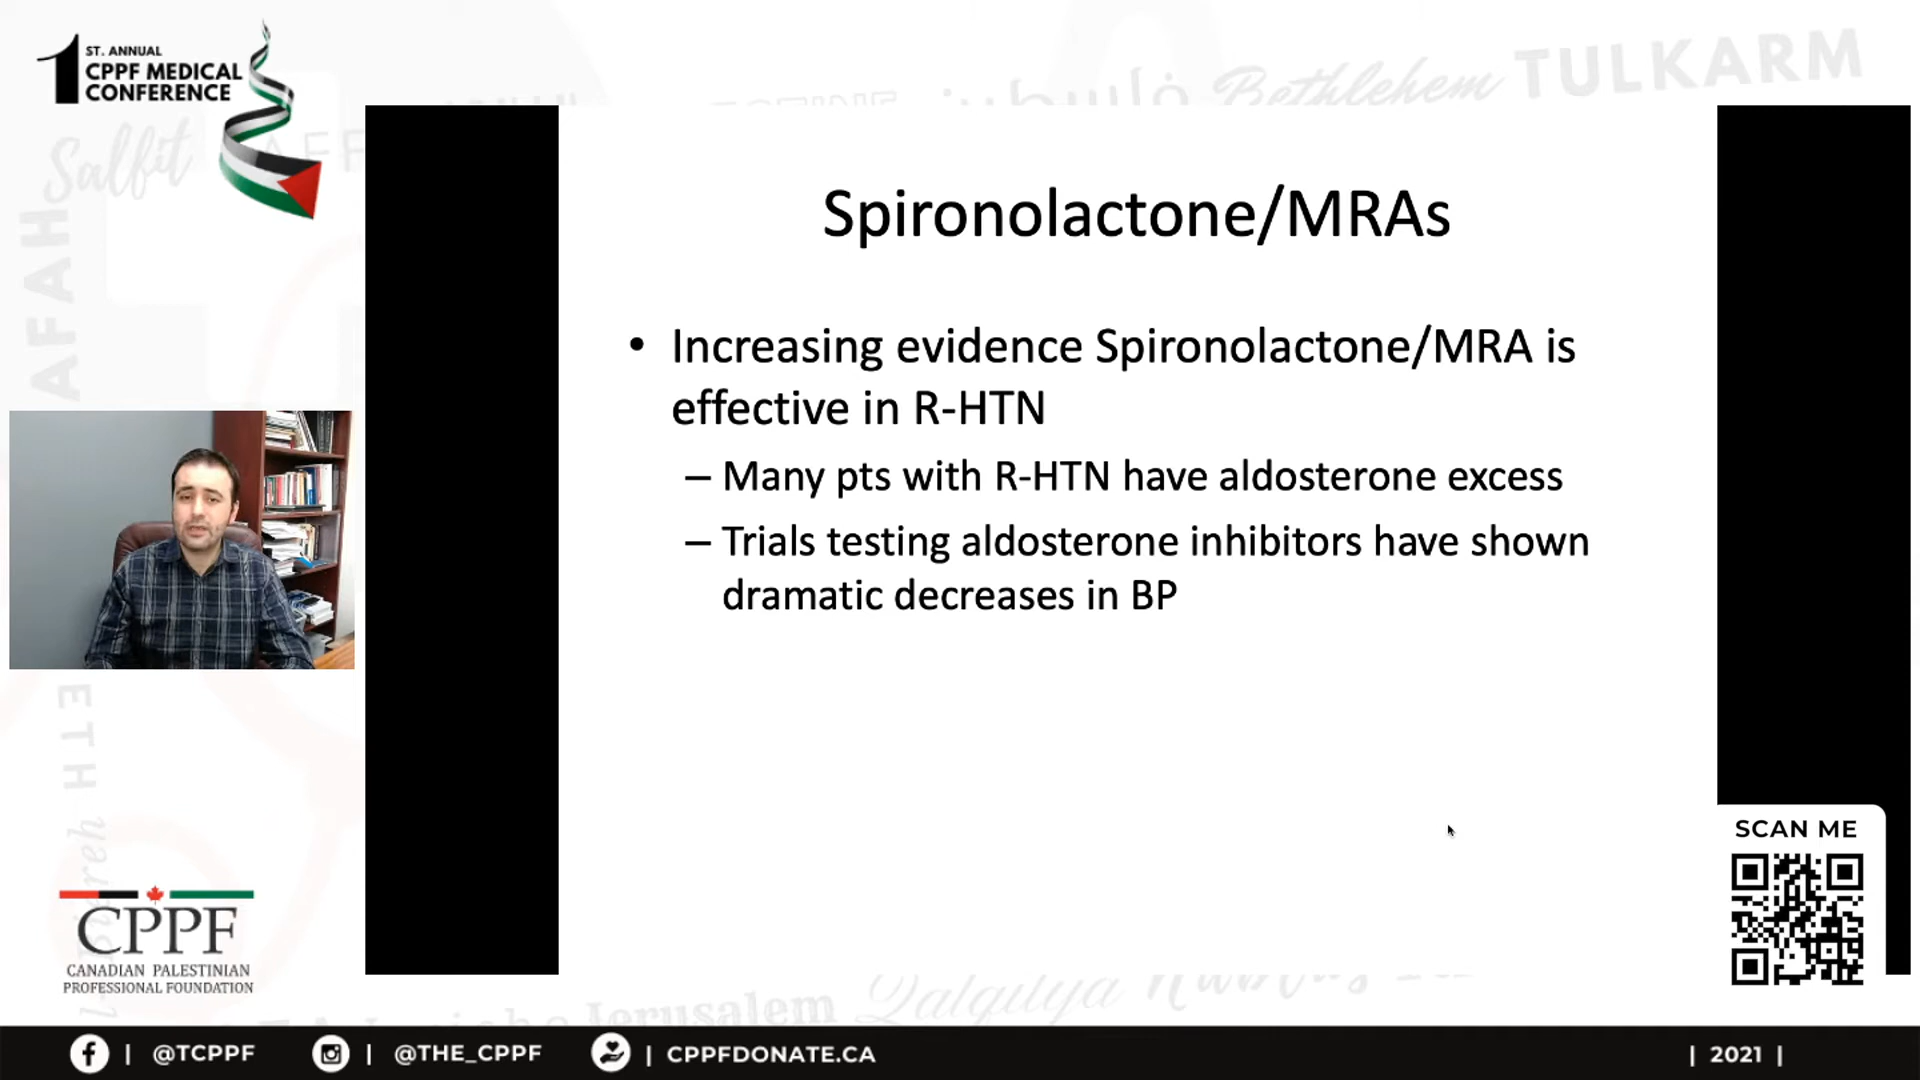 ST. ANNUAL
1 CPPF MEDICAL
CONFERENCE
Bethlehem TULKARM
Salfit
AFAH
Spironolactone/MRAs
• Increasing evidence Spironolactone/MRA is
effective in R-HTN
– Many pts with R-HTN have aldosterone excess
– Trials testing aldosterone inhibitors have shown
dramatic decreases in BP
SCAN ME
CPPF
CANADIAN PALESTINIAN
PROFESSIONAL FOUNDATION
Jerusalem Qalqilya
| @TCPPF | @THE_CPPF | CPPFDONATE.CA | 2021 |